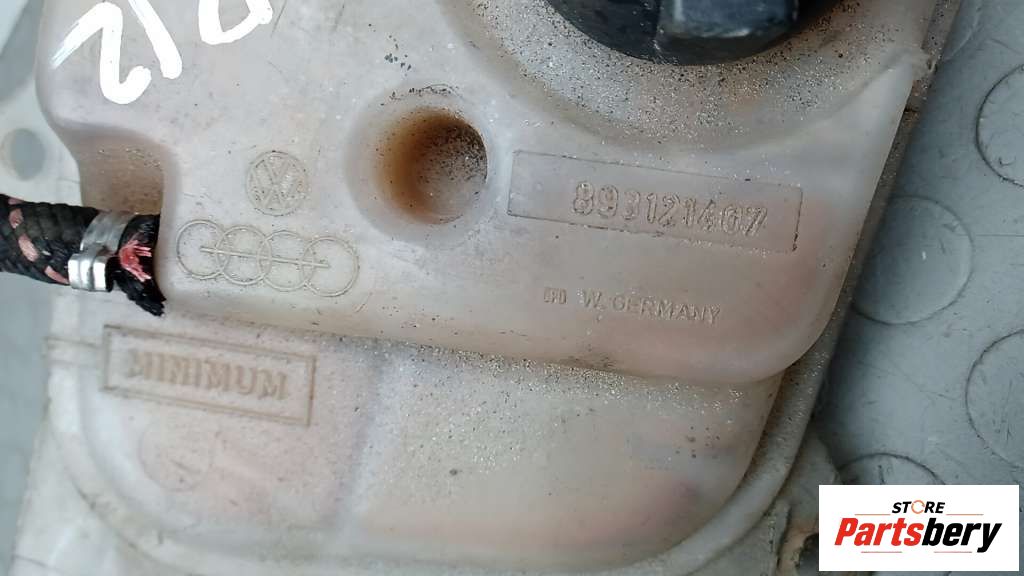 893121407
W. GERMANY
MINIMUM
STORE
Partsbery